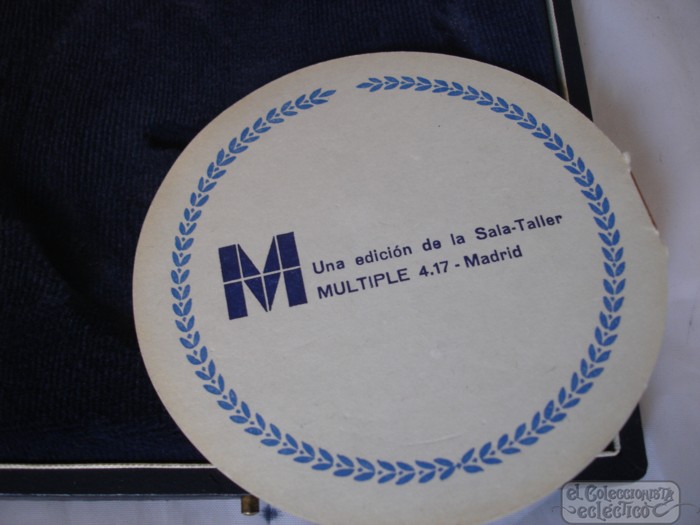 M
Una edición de la Sala-Taller
MULTIPLE 4.17 - Madrid
el Coleccionista
ecléctico